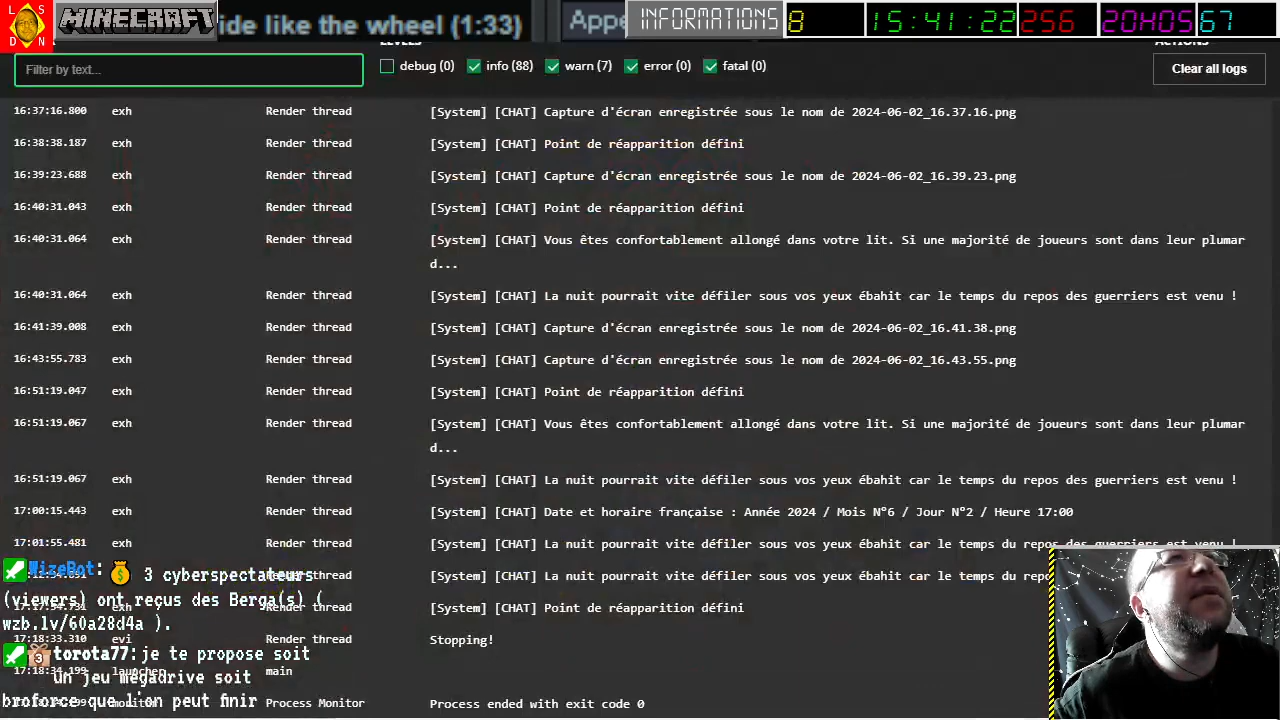 L S
D N
MINECRAFT
ide like the wheel (1:33)
Appe
INFORMATIONS
8
15:41:22
256
20H05
67
LEVELS
ACTIONS
Filter by text...
debug (0)
info (88)
warn (7)
error (0)
fatal (0)
Clear all logs
16:37:16.800 exh Render thread [System] [CHAT] Capture d'écran enregistrée sous le nom de 2024-06-02_16.37.16.png
16:38:38.187 exh Render thread [System] [CHAT] Point de réapparition défini
16:39:23.688 exh Render thread [System] [CHAT] Capture d'écran enregistrée sous le nom de 2024-06-02_16.39.23.png
16:40:31.043 exh Render thread [System] [CHAT] Point de réapparition défini
16:40:31.064 exh Render thread [System] [CHAT] Vous êtes confortablement allongé dans votre lit. Si une majorité de joueurs sont dans leur plumar
d...
16:40:31.064 exh Render thread [System] [CHAT] La nuit pourrait vite défiler sous vos yeux ébahit car le temps du repos des guerriers est venu !
16:41:39.008 exh Render thread [System] [CHAT] Capture d'écran enregistrée sous le nom de 2024-06-02_16.41.38.png
16:43:55.783 exh Render thread [System] [CHAT] Capture d'écran enregistrée sous le nom de 2024-06-02_16.43.55.png
16:51:19.047 exh Render thread [System] [CHAT] Point de réapparition défini
16:51:19.067 exh Render thread [System] [CHAT] Vous êtes confortablement allongé dans votre lit. Si une majorité de joueurs sont dans leur plumar
d...
16:51:19.067 exh Render thread [System] [CHAT] La nuit pourrait vite défiler sous vos yeux ébahit car le temps du repos des guerriers est venu !
17:00:15.443 exh Render thread [System] [CHAT] Date et horaire française : Année 2024 / Mois N°6 / Jour N°2 / Heure 17:00
17:01:55.481 exh Render thread [System] [CHAT] La nuit pourrait vite défiler sous vos yeux ébahit car le temps du repos des guerriers est venu !
exh Render thread [System] [CHAT] La nuit pourrait vite défiler sous vos yeux ébahit car le temps du repo
exh Render thread [System] [CHAT] Point de réapparition défini
17:18:33.310 evi Render thread Stopping!
17:18:34.199 launcher main
monitor Process Monitor Process ended with exit code 0
WizeBot: 3 cyberspectateurs
(viewers) ont reçus des Berga(s) (
wzb.lv/60a28d4a ).
3 torota77: je te propose soit
un jeu mégadrive soit
broforce que l'on peut finir